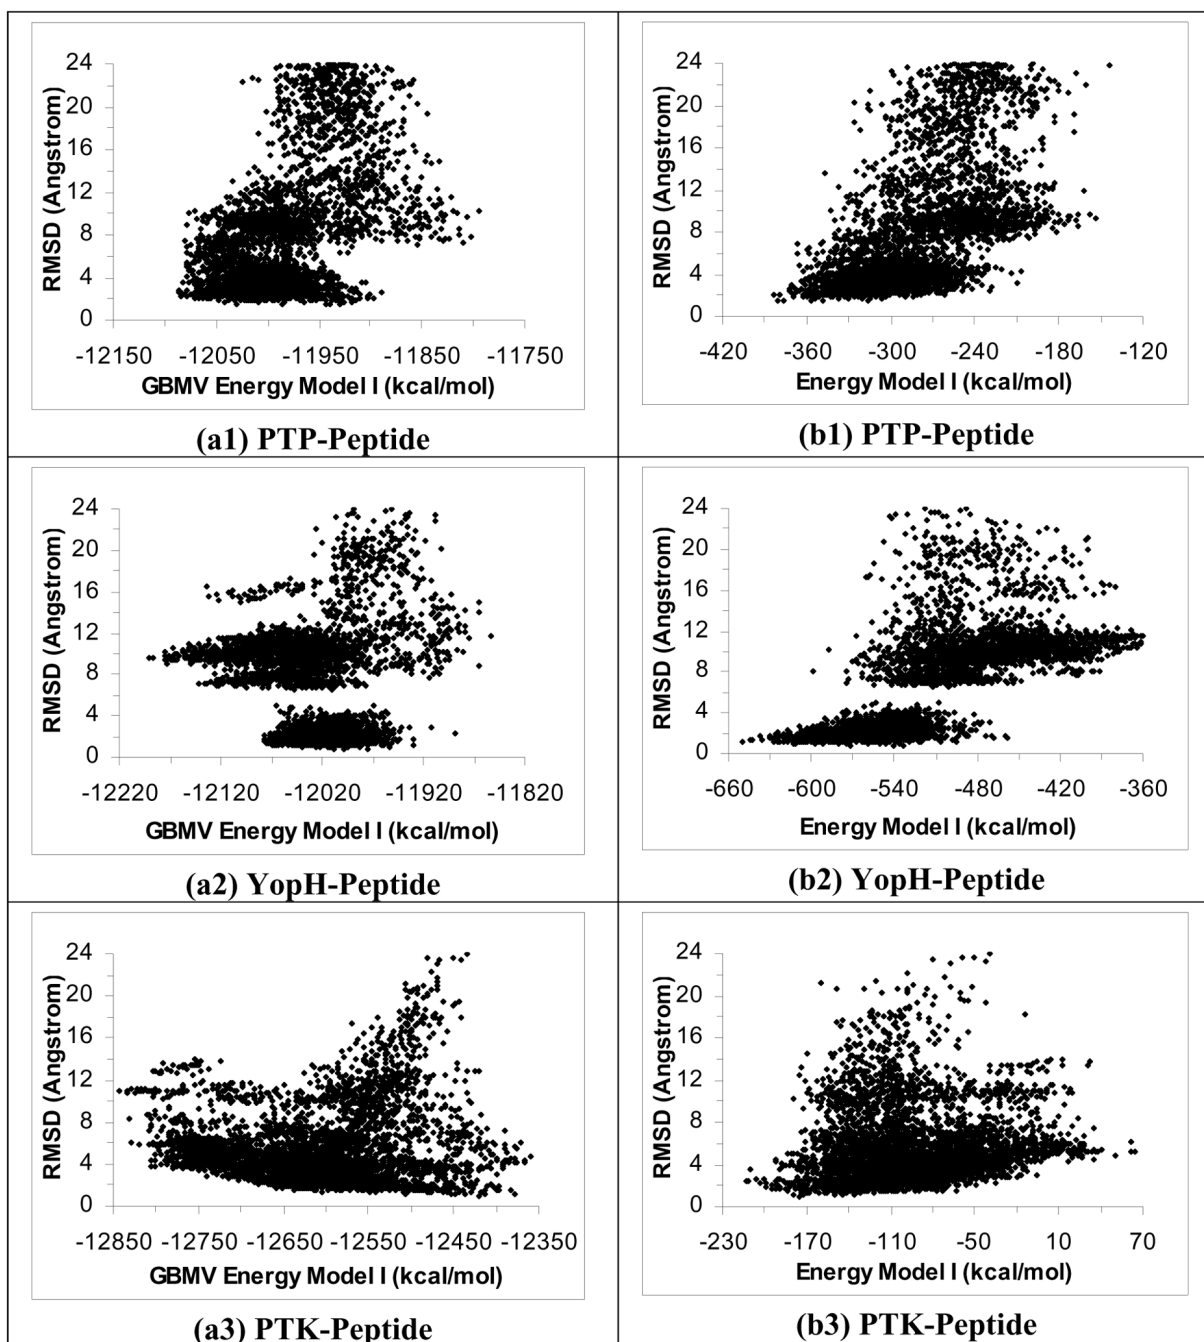 RMSD (Angstrom)
24
20
16
12
8
4
0
-12150 -12050 -11950 -11850 -11750
GBMV Energy Model I (kcal/mol)
(a1) PTP-Peptide
RMSD (Angstrom)
24
20
16
12
8
4
0
-420 -360 -300 -240 -180 -120
Energy Model I (kcal/mol)
(b1) PTP-Peptide
RMSD (Angstrom)
24
20
16
12
8
4
0
-12220 -12120 -12020 -11920 -11820
GBMV Energy Model I (kcal/mol)
(a2) YopH-Peptide
RMSD (Angstrom)
24
20
16
12
8
4
0
-660 -600 -540 -480 -420 -360
Energy Model I (kcal/mol)
(b2) YopH-Peptide
RMSD (Angstrom)
24
20
16
12
8
4
0
-12850 -12750 -12650 -12550 -12450 -12350
GBMV Energy Model I (kcal/mol)
(a3) PTK-Peptide
RMSD (Angstrom)
24
20
16
12
8
4
0
-230 -170 -110 -50 10 70
Energy Model I (kcal/mol)
(b3) PTK-Peptide